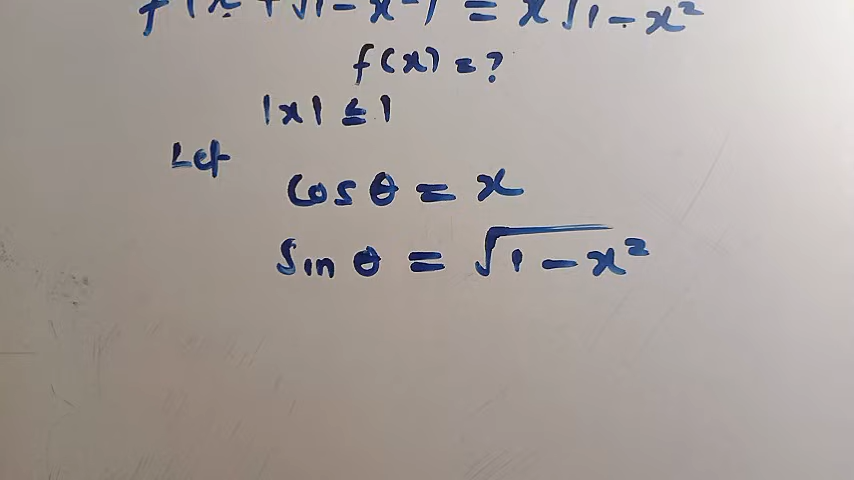 f(x + √1 - x²) = x√1 - x²
f(x) = ?
|x| ≤ 1
Let
cos θ = x
Sin θ = √1 - x²